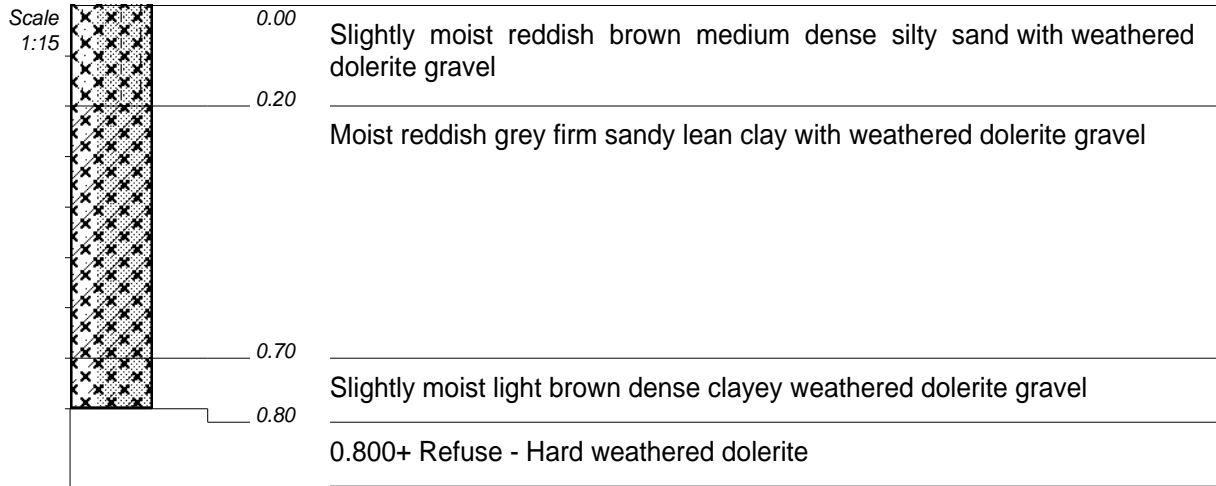 Scale
1:15
0.00
Slightly moist reddish brown medium dense silty sand with weathered
dolerite gravel
0.20
Moist reddish grey firm sandy lean clay with weathered dolerite gravel
0.70
Slightly moist light brown dense clayey weathered dolerite gravel
0.80
0.800+ Refuse - Hard weathered dolerite